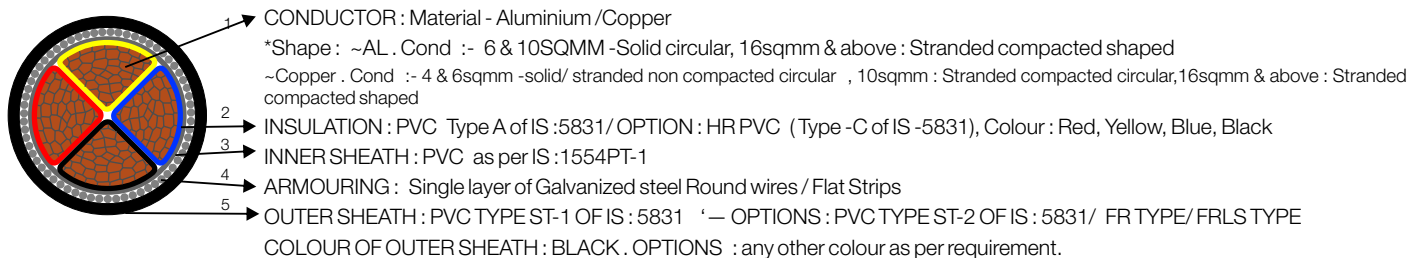 1 CONDUCTOR : Material - Aluminium /Copper
*Shape : ~AL . Cond :- 6 & 10SQMM -Solid circular, 16sqmm & above : Stranded compacted shaped
~Copper . Cond :- 4 & 6sqmm -solid/ stranded non compacted circular , 10sqmm : Stranded compacted circular,16sqmm & above : Stranded
compacted shaped
2 INSULATION : PVC Type A of IS :5831/ OPTION : HR PVC ( Type -C of IS -5831), Colour : Red, Yellow, Blue, Black
3 INNER SHEATH : PVC as per IS :1554PT-1
4 ARMOURING : Single layer of Galvanized steel Round wires / Flat Strips
5 OUTER SHEATH : PVC TYPE ST-1 OF IS : 5831 ‘— OPTIONS : PVC TYPE ST-2 OF IS : 5831/ FR TYPE/ FRLS TYPE
COLOUR OF OUTER SHEATH : BLACK . OPTIONS : any other colour as per requirement.